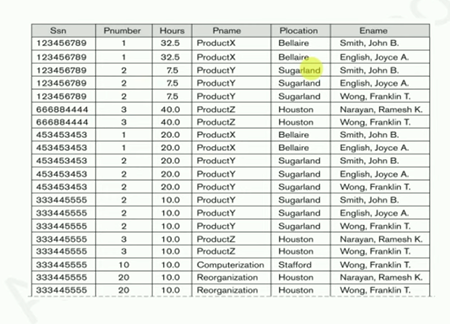 Ssn Pnumber Hours Pname Plocation Ename
123456789 1 32.5 ProductX Bellaire Smith, John B.
123456789 1 32.5 ProductX Bellaire English, Joyce A.
123456789 2 7.5 ProductY Sugarland Smith, John B.
123456789 2 7.5 ProductY Sugarland English, Joyce A.
123456789 2 7.5 ProductY Sugarland Wong, Franklin T.
666884444 3 40.0 ProductZ Houston Narayan, Ramesh K.
666884444 3 40.0 ProductZ Houston Wong, Franklin T.
453453453 1 20.0 ProductX Bellaire Smith, John B.
453453453 1 20.0 ProductX Bellaire English, Joyce A.
453453453 2 20.0 ProductY Sugarland Smith, John B.
453453453 2 20.0 ProductY Sugarland English, Joyce A.
453453453 2 20.0 ProductY Sugarland Wong, Franklin T.
333445555 2 10.0 ProductY Sugarland Smith, John B.
333445555 2 10.0 ProductY Sugarland English, Joyce A.
333445555 2 10.0 ProductY Sugarland Wong, Franklin T.
333445555 3 10.0 ProductZ Houston Narayan, Ramesh K.
333445555 3 10.0 ProductZ Houston Wong, Franklin T.
333445555 10 10.0 Computerization Stafford Wong, Franklin T.
333445555 20 10.0 Reorganization Houston Narayan, Ramesh K.
333445555 20 10.0 Reorganization Houston Wong, Franklin T.